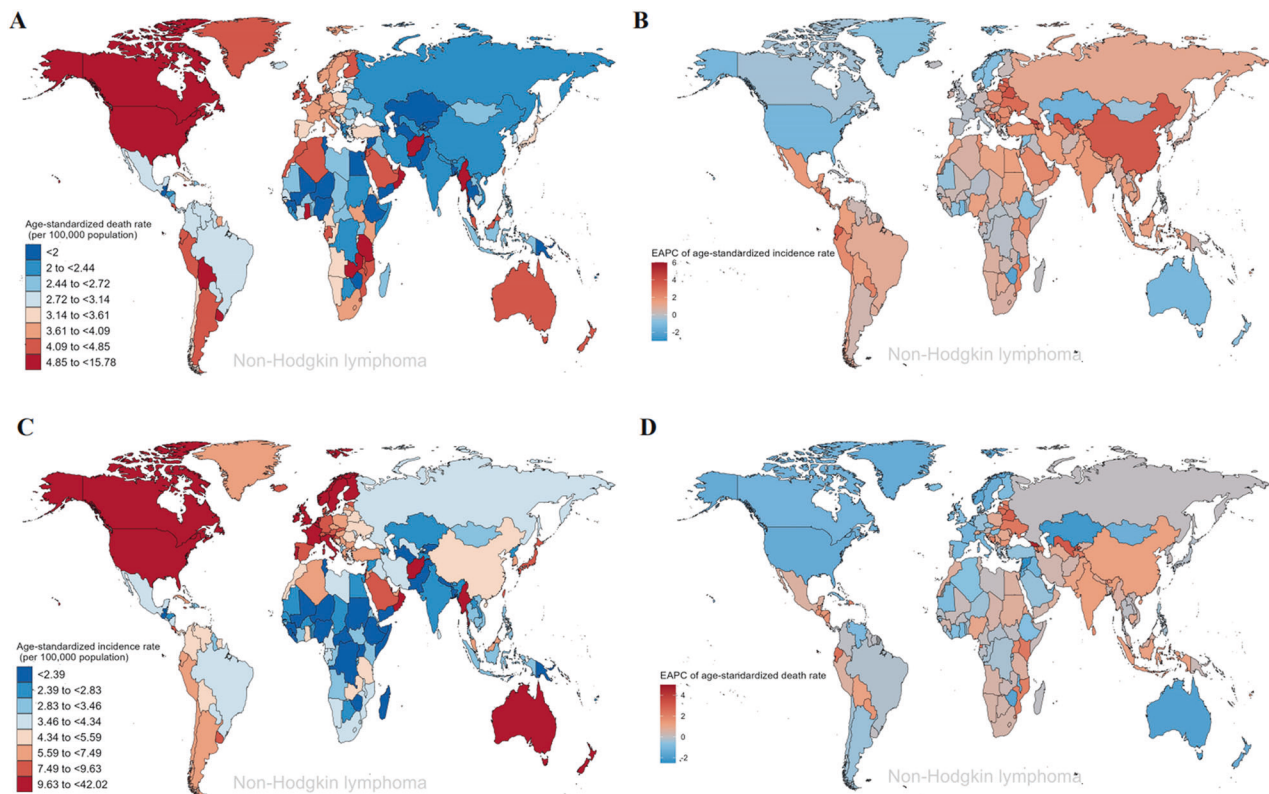 A
Age-standardized death rate
(per 100,000 population)
<2
2 to <2.44
2.44 to <2.72
2.72 to <3.14
3.14 to <3.61
3.61 to <4.09
4.09 to <4.85
4.85 to <15.78
Non-Hodgkin lymphoma
B
EAPC of age-standardized incidence rate
6
4
2
0
-2
Non-Hodgkin lymphoma
C
Age-standardized incidence rate
(per 100,000 population)
<2.39
2.39 to <2.83
2.83 to <3.46
3.46 to <4.34
4.34 to <5.59
5.59 to <7.49
7.49 to <9.63
9.63 to <42.02
Non-Hodgkin lymphoma
D
EAPC of age-standardized death rate
4
2
0
-2
Non-Hodgkin lymphoma